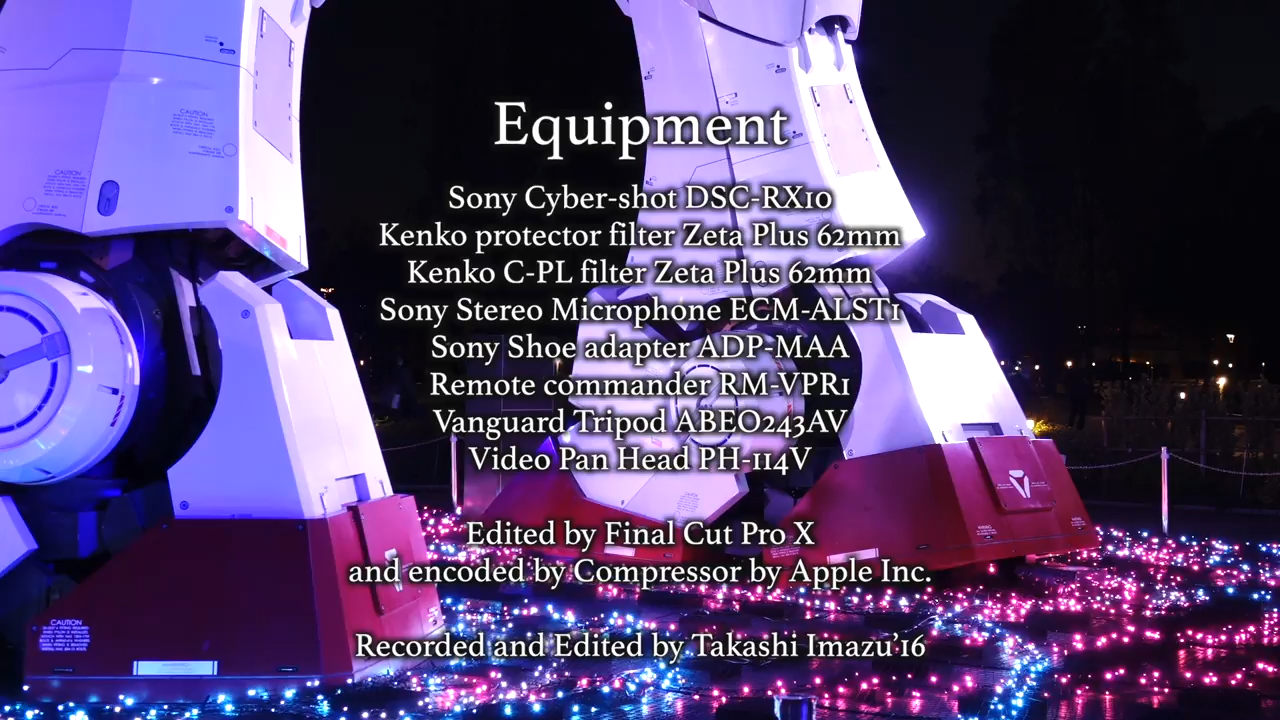 Equipment
Sony Cyber-shot DSC-RX10
Kenko protector filter Zeta Plus 62mm
Kenko C-PL filter Zeta Plus 62mm
Sony Stereo Microphone ECM-ALST1
Sony Shoe adapter ADP-MAA
Remote commander RM-VPR1
Vanguard Tripod ABEO243AV
Video Pan Head PH-114V
Edited by Final Cut Pro X
and encoded by Compressor by Apple Inc.
Recorded and Edited by Takashi Imazu'16
CAUTION
CAUTION
CAUTION